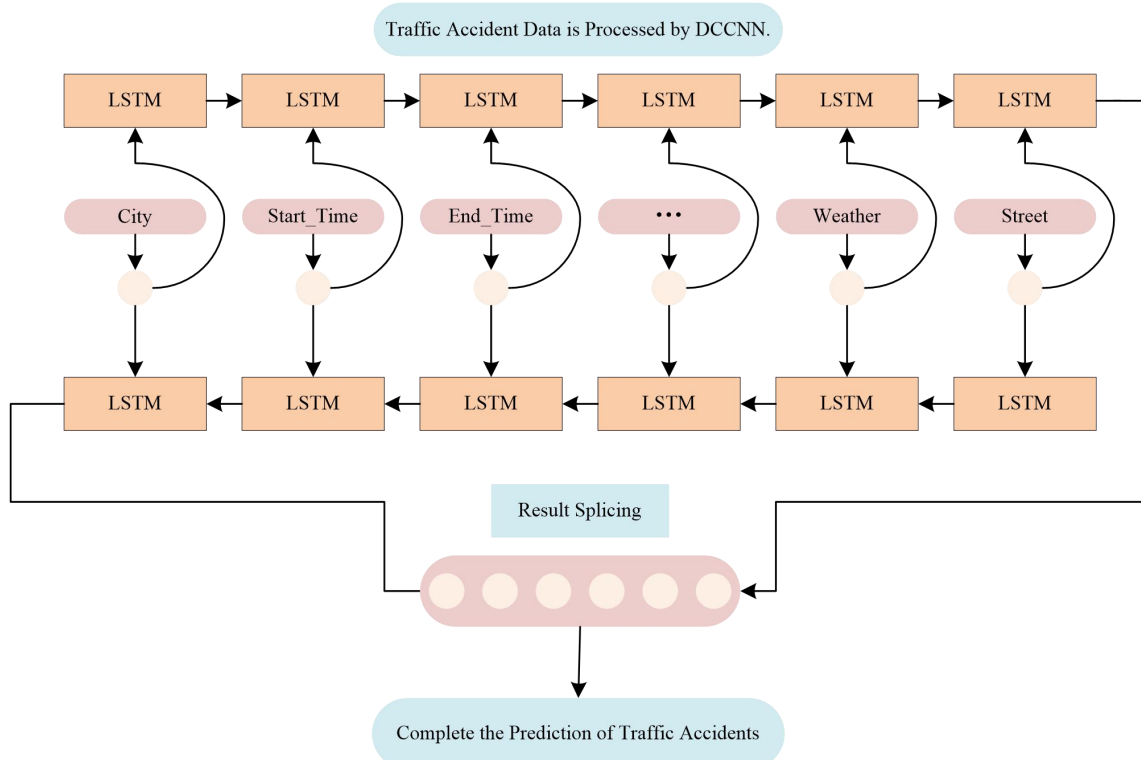 Traffic Accident Data is Processed by DCCNN.
LSTM
LSTM
LSTM
LSTM
LSTM
LSTM
City
Start_Time
End_Time
•••
Weather
Street
LSTM
LSTM
LSTM
LSTM
LSTM
LSTM
Result Splicing
Complete the Prediction of Traffic Accidents